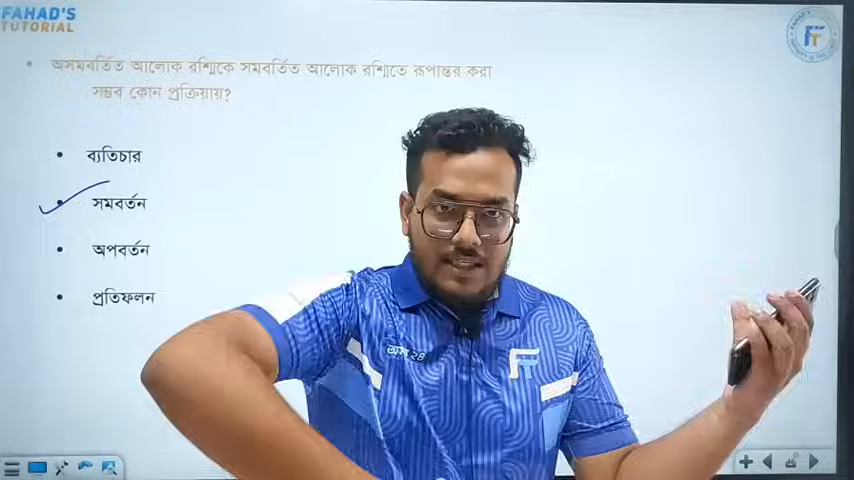 FAHAD'S
TUTORIAL
অসমবর্তিত আলোক রশ্মিকে সমবর্তিত আলোক রশ্মিতে রূপান্তর করা
সম্ভব কোন প্রক্রিয়ায়?
ব্যতিচার
সমবর্তন
অপবর্তন
প্রতিফলন